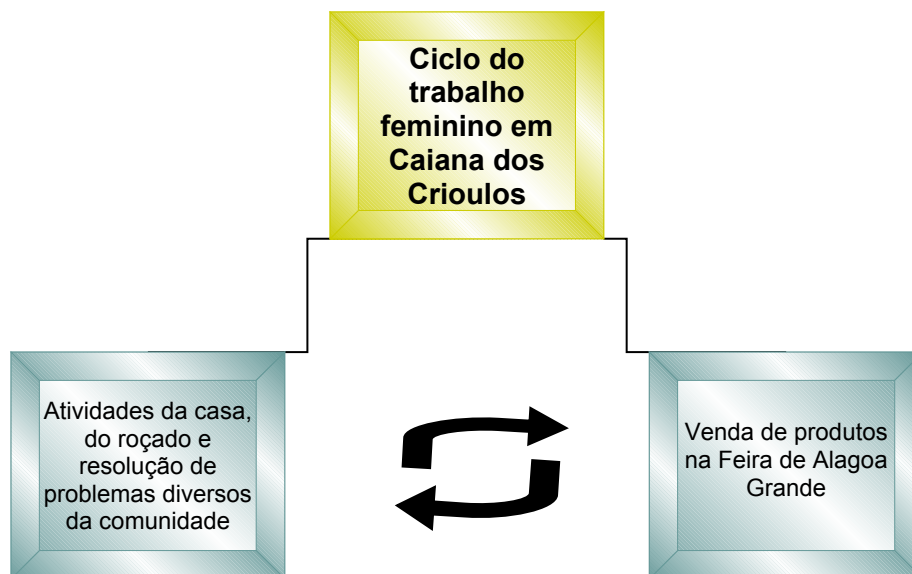 Ciclo do
trabalho
feminino em
Caiana dos
Crioulos
Atividades da casa,
do roçado e
resolução de
problemas diversos
da comunidade
Venda de produtos
na Feira de Alagoa
Grande